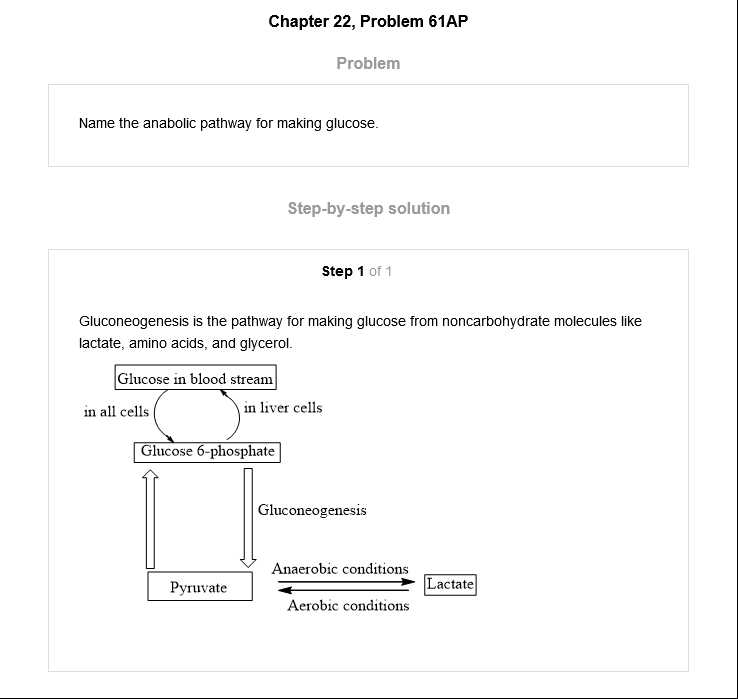 Chapter 22, Problem 61AP
Problem
Name the anabolic pathway for making glucose.
Step-by-step solution
Step 1 of 1
Gluconeogenesis is the pathway for making glucose from noncarbohydrate molecules like
lactate, amino acids, and glycerol.
Glucose in blood stream
in all cells
in liver cells
Glucose 6-phosphate
Gluconeogenesis
Anaerobic conditions
Pyruvate
Lactate
Aerobic conditions